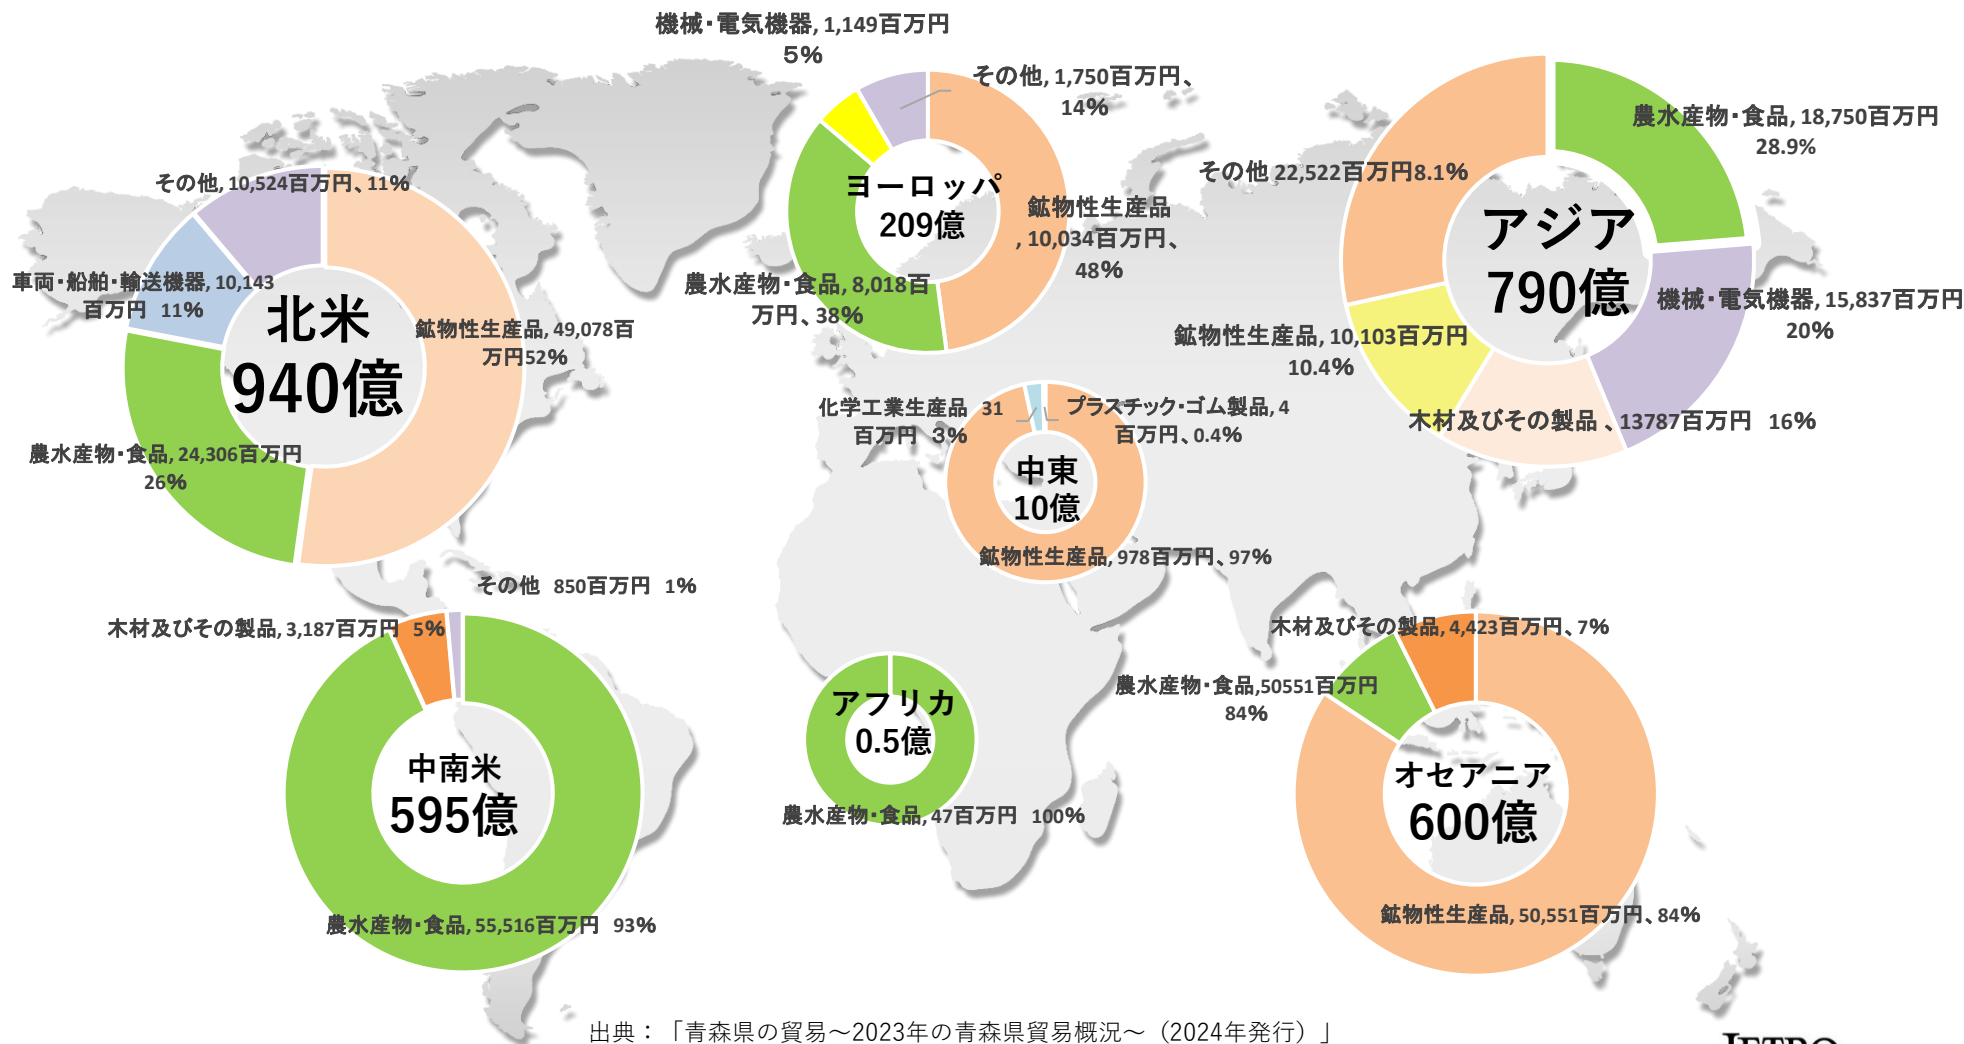 機械・電気機器, 1,149百万円
5%
その他, 1,750百万円、
14%
ヨーロッパ
209億
鉱物性生産品
, 10,034百万円、
48%
農水産物・食品, 8,018百
万円、38%
農水産物・食品, 18,750百万円
28.9%
その他 22,522百万円8.1%
アジア
790億
機械・電気機器, 15,837百万円
20%
鉱物性生産品, 10,103百万円
10.4%
木材及びその製品 、13787百万円 16%
その他, 10,524百万円、11%
車両・船舶・輸送機器, 10,143
百万円 11%
北米
940億
鉱物性生産品, 49,078百
万円52%
農水産物・食品, 24,306百万円
26%
化学工業生産品 31
百万円 3%
プラスチック・ゴム製品, 4
百万円、0.4%
中東
10億
鉱物性生産品, 978百万円、97%
その他 850百万円 1%
木材及びその製品, 3,187百万円 5%
中南米
595億
農水産物・食品, 55,516百万円 93%
アフリカ
0.5億
農水産物・食品, 47百万円 100%
木材及びその製品, 4,423百万円、7%
農水産物・食品,50551百万円
84%
オセアニア
600億
鉱物性生産品, 50,551百万円、84%
出典：「青森県の貿易～2023年の青森県貿易概況～（2024年発行）」
JETRO